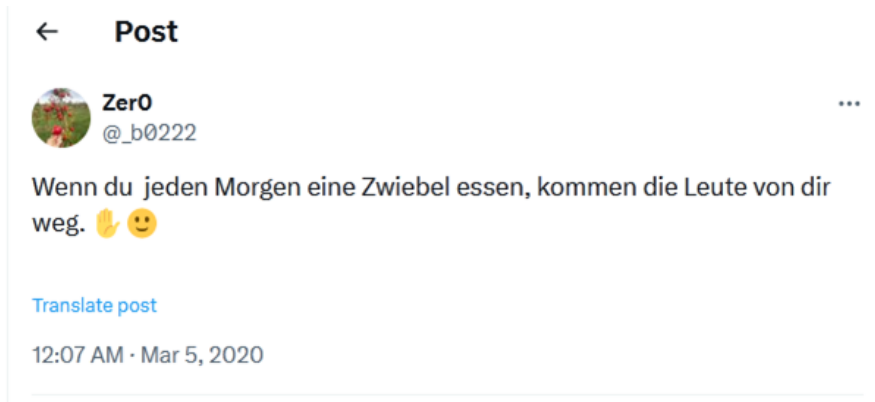 Post
Zer0
@_b0222
Wenn du  jeden Morgen eine Zwiebel essen, kommen die Leute von dir
weg. ✋🙂
Translate post
12:07 AM · Mar 5, 2020